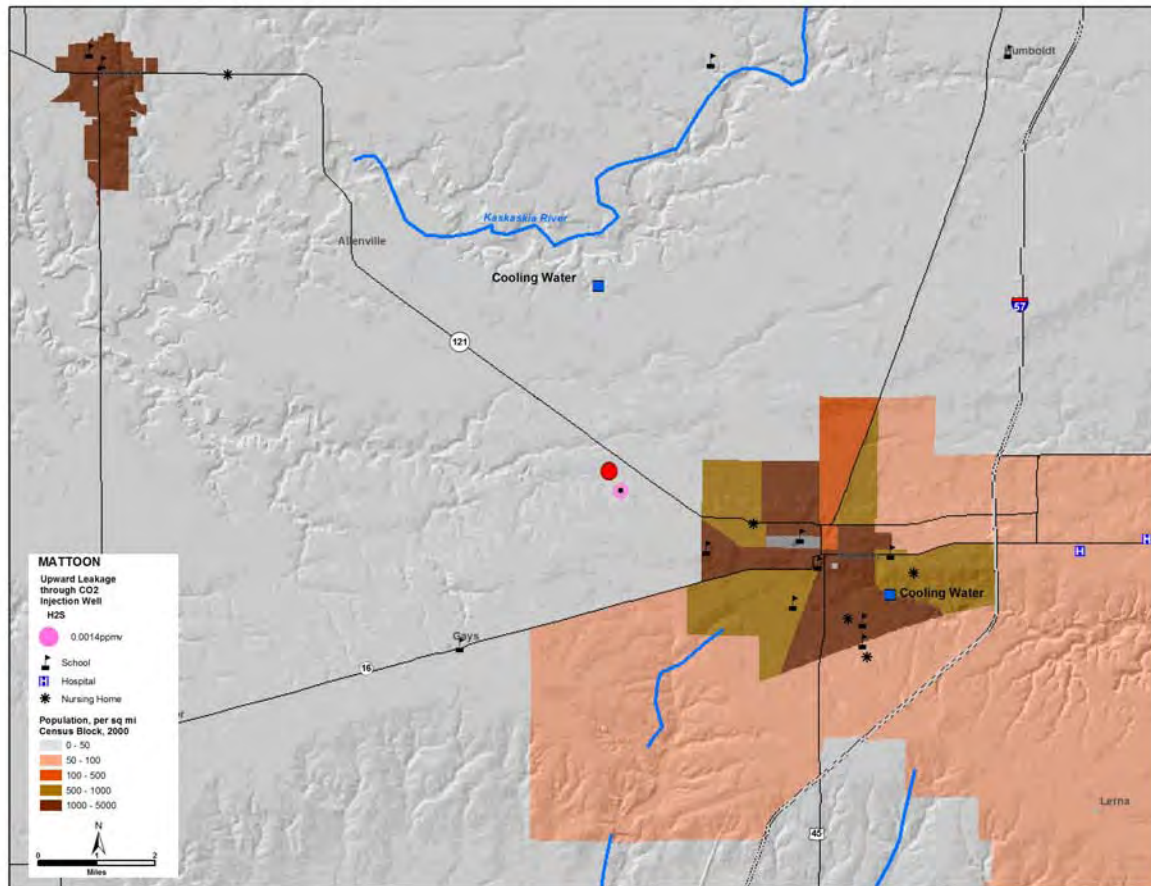 umboldt
Kaskaskia River
Allenville
Cooling Water
57
121
H
H
Cooling Water
Gays
16
Lerna
45
MATTOON
Upward Leakage
through CO2
Injection Well
H2S
0.0014ppmv
School
H Hospital
Nursing Home
Population, per sq mi
Census Block, 2000
0 - 50
50 - 100
100 - 500
500 - 1000
1000 - 5000
N
0 1 2
Miles